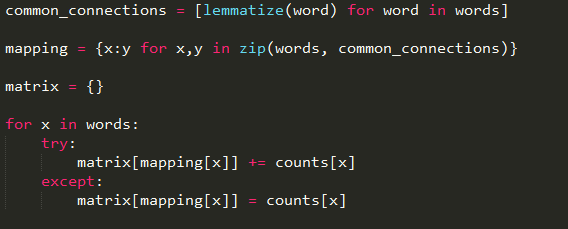 common_connections = [lemmatize(word) for word in words]
mapping = {x:y for x,y in zip(words, common_connections)}
matrix = {}
for x in words:
    try:
        matrix[mapping[x]] += counts[x]
    except:
        matrix[mapping[x]] = counts[x]